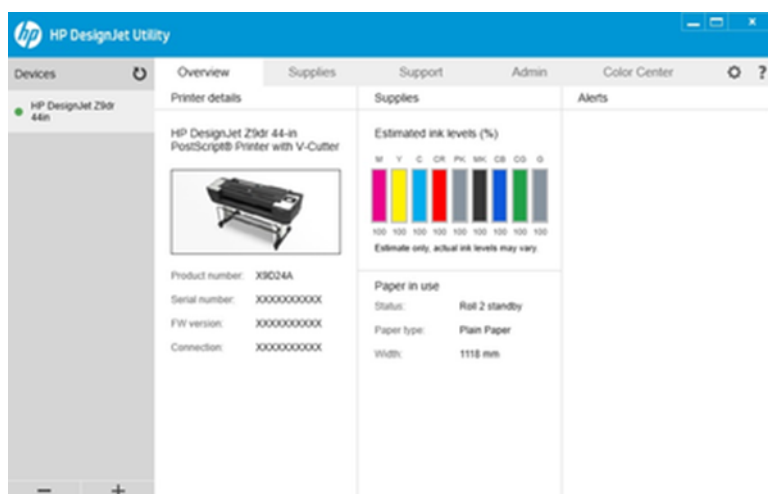 hp HP DesignJet Utility
Devices
Overview Supplies Support Admin Color Center ?
HP DesignJet Z9dr
44in
Printer details
HP DesignJet Z9dr 44-in
PostScript® Printer with V-Cutter
Product number: X9D24A
Serial number: XXXXXXXXXX
FW version: XXXXXXXXXX
Connection: XXXXXXXXXX
Supplies
Estimated ink levels (%)
M Y C CR PK MK CB CG G
100 100 100 100 100 100 100 100 100
Estimate only, actual ink levels may vary.
Paper in use
Status: Roll 2 standby
Paper type: Plain Paper
Width: 1118 mm
Alerts